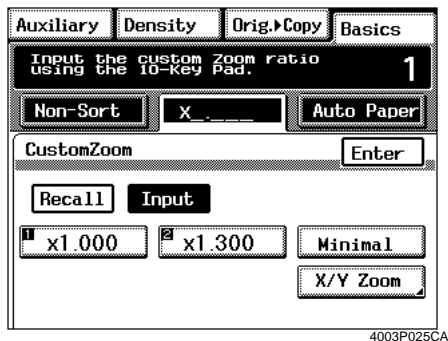 Auxiliary Density Orig.▸Copy Basics
Input the custom Zoom ratio
using the 10-Key Pad. 1
Non-Sort x_.___ Auto Paper
CustomZoom Enter
Recall Input
1 x1.000 2 x1.300 Minimal
X/Y Zoom
4003P025CA